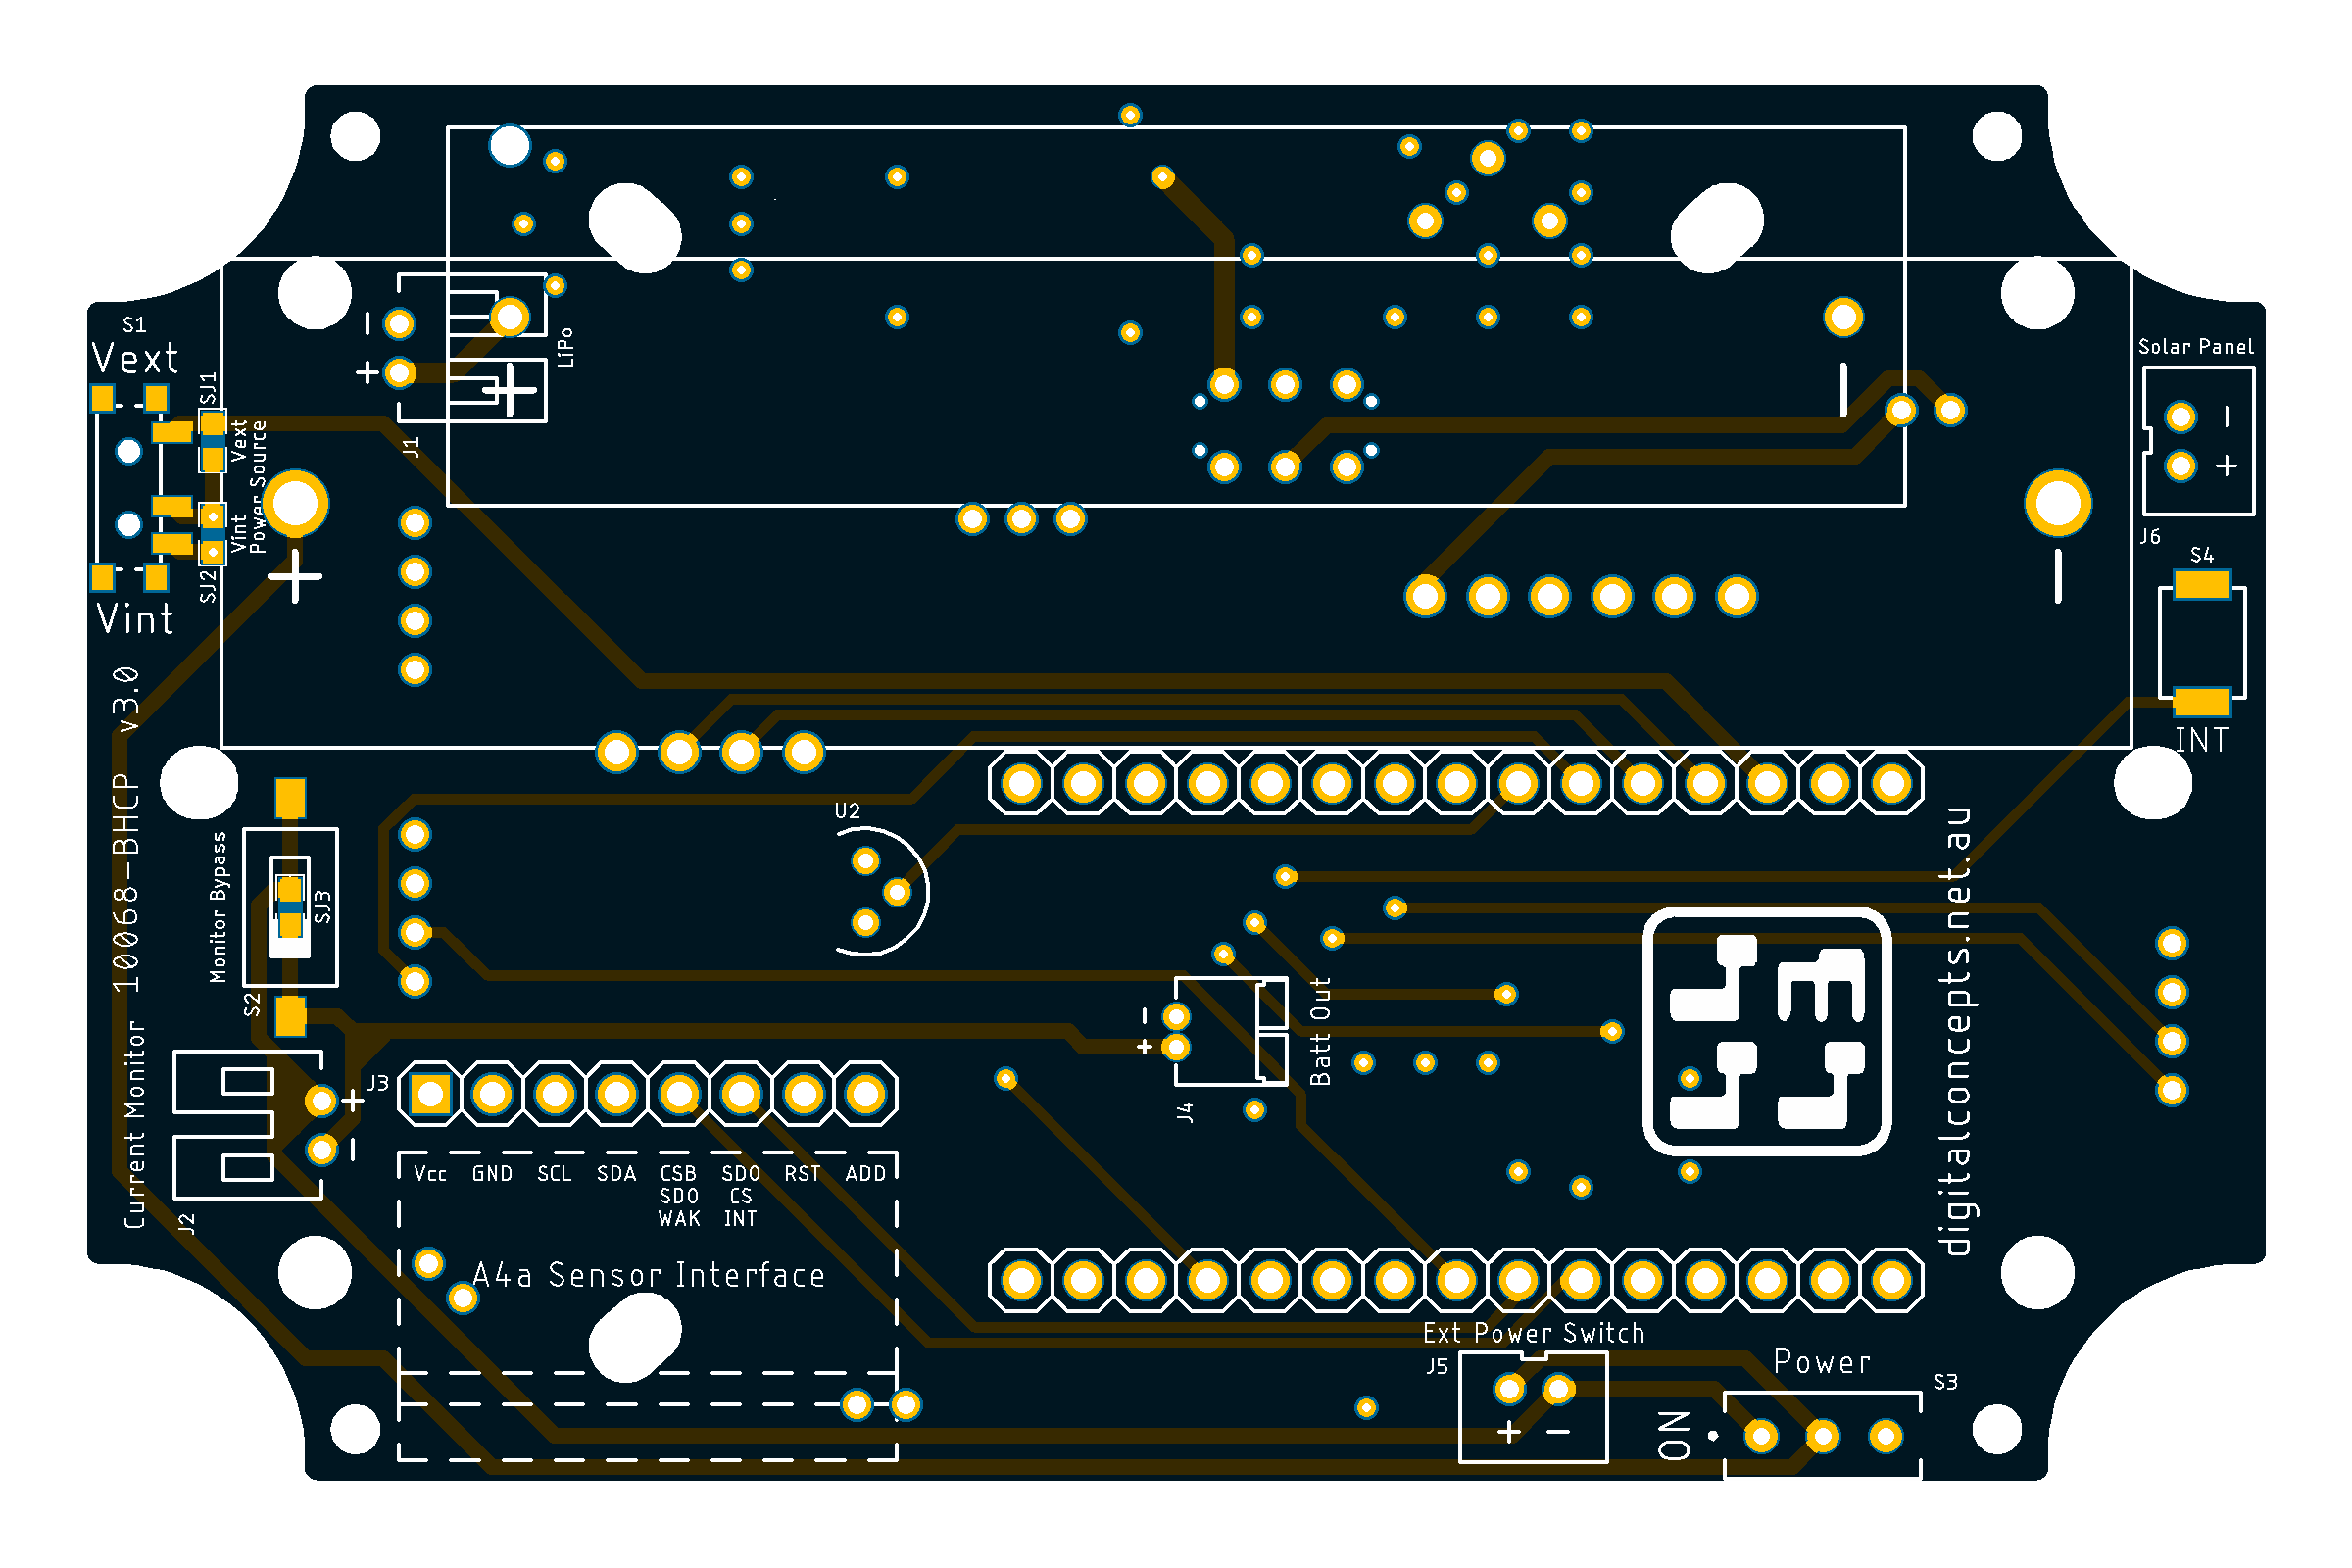 S1
Vext
SJ1
Vext
Vint
Power Source
SJ2
Vint
-
+
J1
LiPo
+
-
+
-
Solar Panel
-
+
J6
S4
INT
10068-BHCP v3.0
Monitor Bypass
SJ3
S2
U2
Current Monitor
J3
+
-
J2
-
+
J4
Batt Out
digitalconcepts.net.au
Vcc GND SCL SDA CSB SDO RST ADD
SDO CS
WAK INT
A4a Sensor Interface
Ext Power Switch
J5
+ -
Power
S3
ON